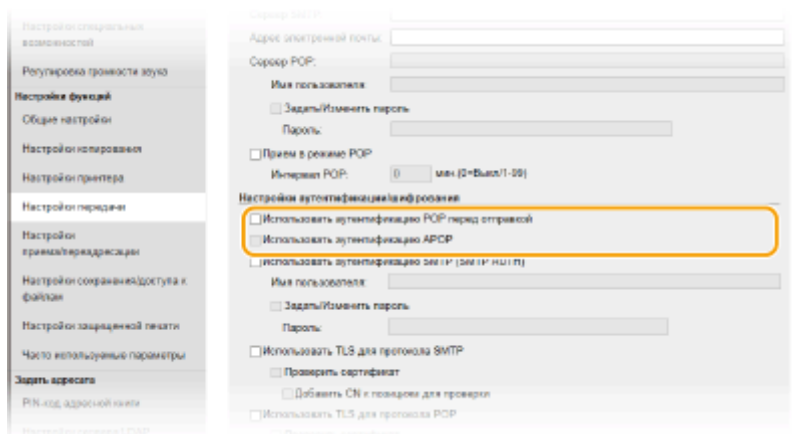 Настройки специальных
возможностей
Регулировка громкости звука
Настройки функций
Общие настройки
Настройки копирования
Настройки принтера
Настройки передачи
Настройки
приема/переадресации
Настройки сохранения/доступа к
файлам
Настройки защищенной печати
Часто используемые параметры
Задать адресата
PIN-код адресной книги
Сервер SMTP:
Адрес электронной почты:
Сервер POP:
Имя пользователя:
Задать/Изменить пароль
Пароль:
Прием в режиме POP
Интервал POP:
0
мин.(0=Выкл/1-99)
Настройки аутентификации/шифрования
Использовать аутентификацию POP перед отправкой
Использовать аутентификацию APOP
Использовать аутентификацию SMTP (SMTP AUTH)
Имя пользователя:
Задать/Изменить пароль
Пароль:
Использовать TLS для протокола SMTP
Проверить сертификат
Добавить CN к позициям для проверки
Использовать TLS для протокола POP